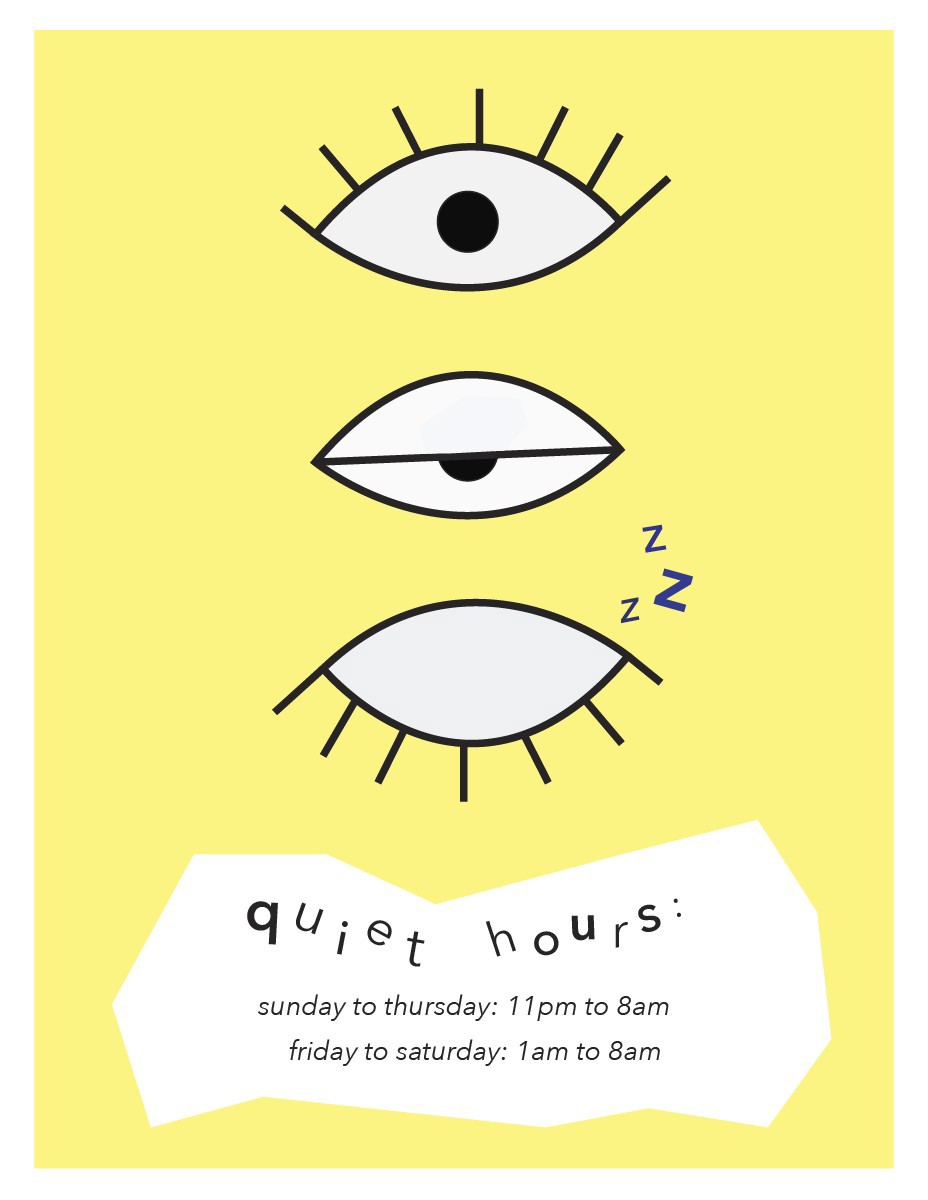 z
z
z
quiet hours:
sunday to thursday: 11pm to 8am
friday to saturday: 1am to 8am